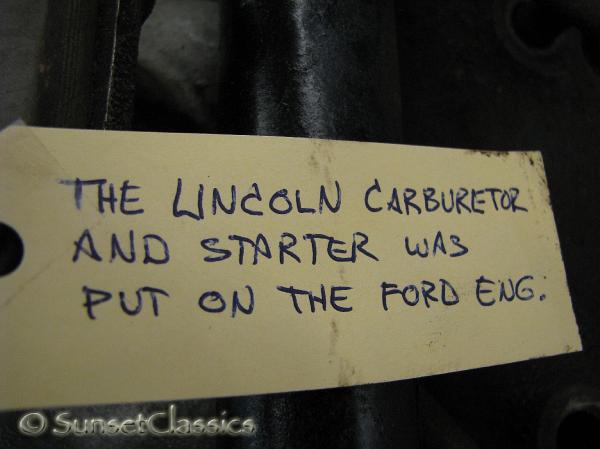 THE LINCOLN CARBURETOR
AND STARTER WAS
PUT ON THE FORD ENG.
© SunsetClassics